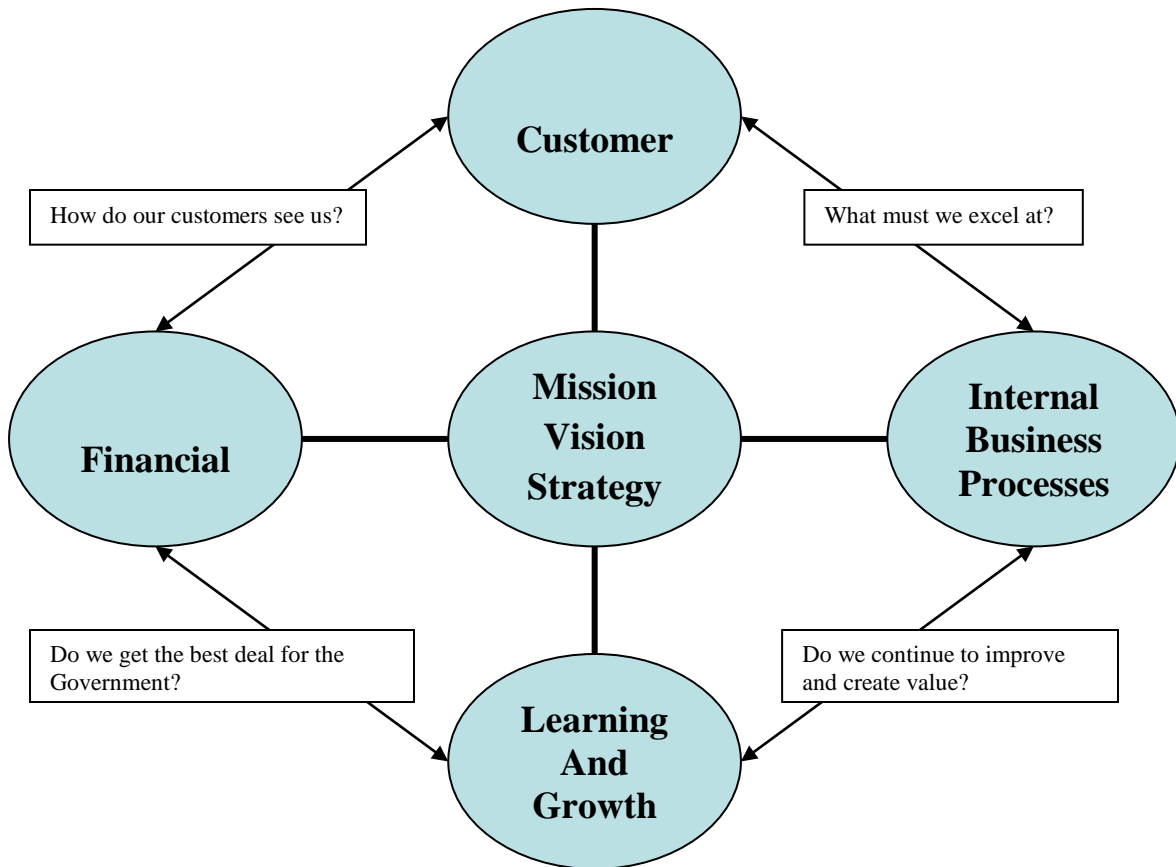 Customer
How do our customers see us?
What must we excel at?
Financial
Mission
Vision
Strategy
Internal
Business
Processes
Do we get the best deal for the
Government?
Do we continue to improve
and create value?
Learning
And
Growth